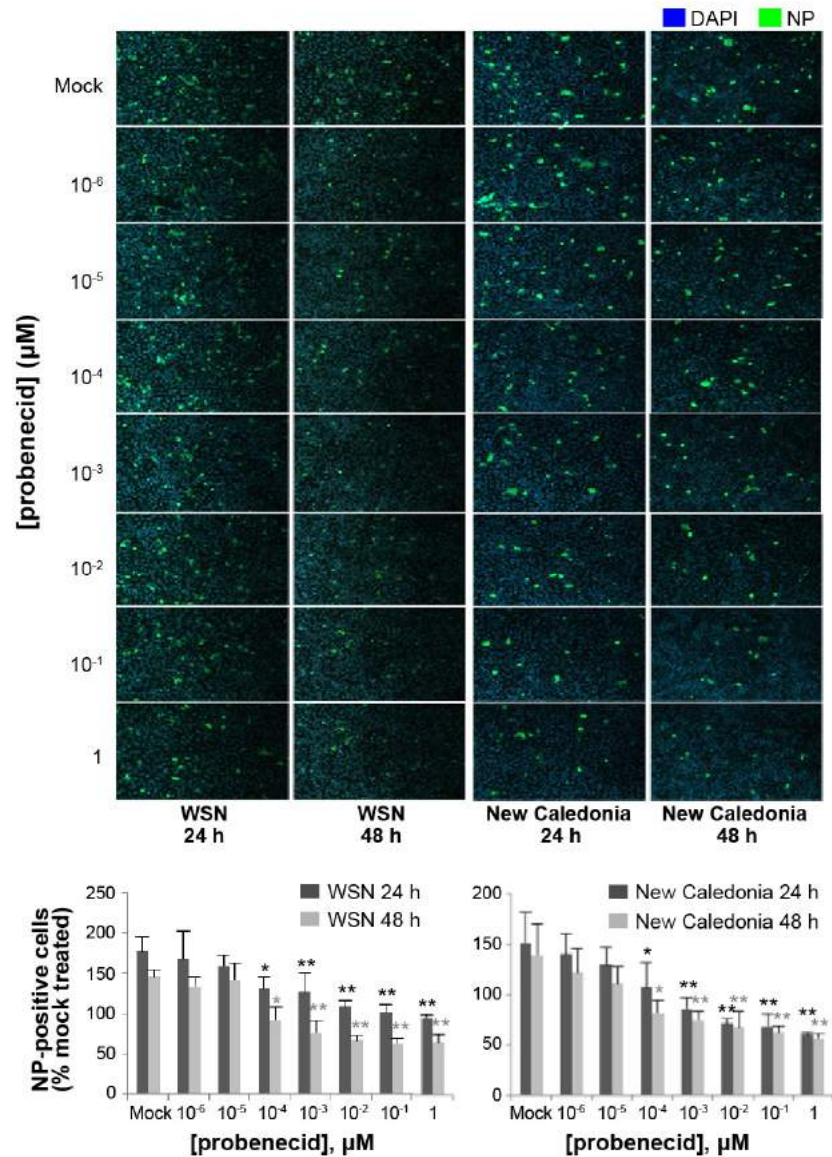 DAPI NP
Mock
10⁻⁶
10⁻⁵
10⁻⁴
10⁻³
10⁻²
10⁻¹
1
[probenecid] (µM)
WSN
24 h
WSN
48 h
New Caledonia
24 h
New Caledonia
48 h
NP-positive cells
(% mock treated)
250
200
150
100
50
0
WSN 24 h
WSN 48 h
* ** ** ** **
* ** ** ** **
Mock 10⁻⁶ 10⁻⁵ 10⁻⁴ 10⁻³ 10⁻² 10⁻¹ 1
[probenecid], µM
200
150
100
50
0
New Caledonia 24 h
New Caledonia 48 h
* ** ** ** **
* ** ** ** **
Mock 10⁻⁶ 10⁻⁵ 10⁻⁴ 10⁻³ 10⁻² 10⁻¹ 1
[probenecid], µM